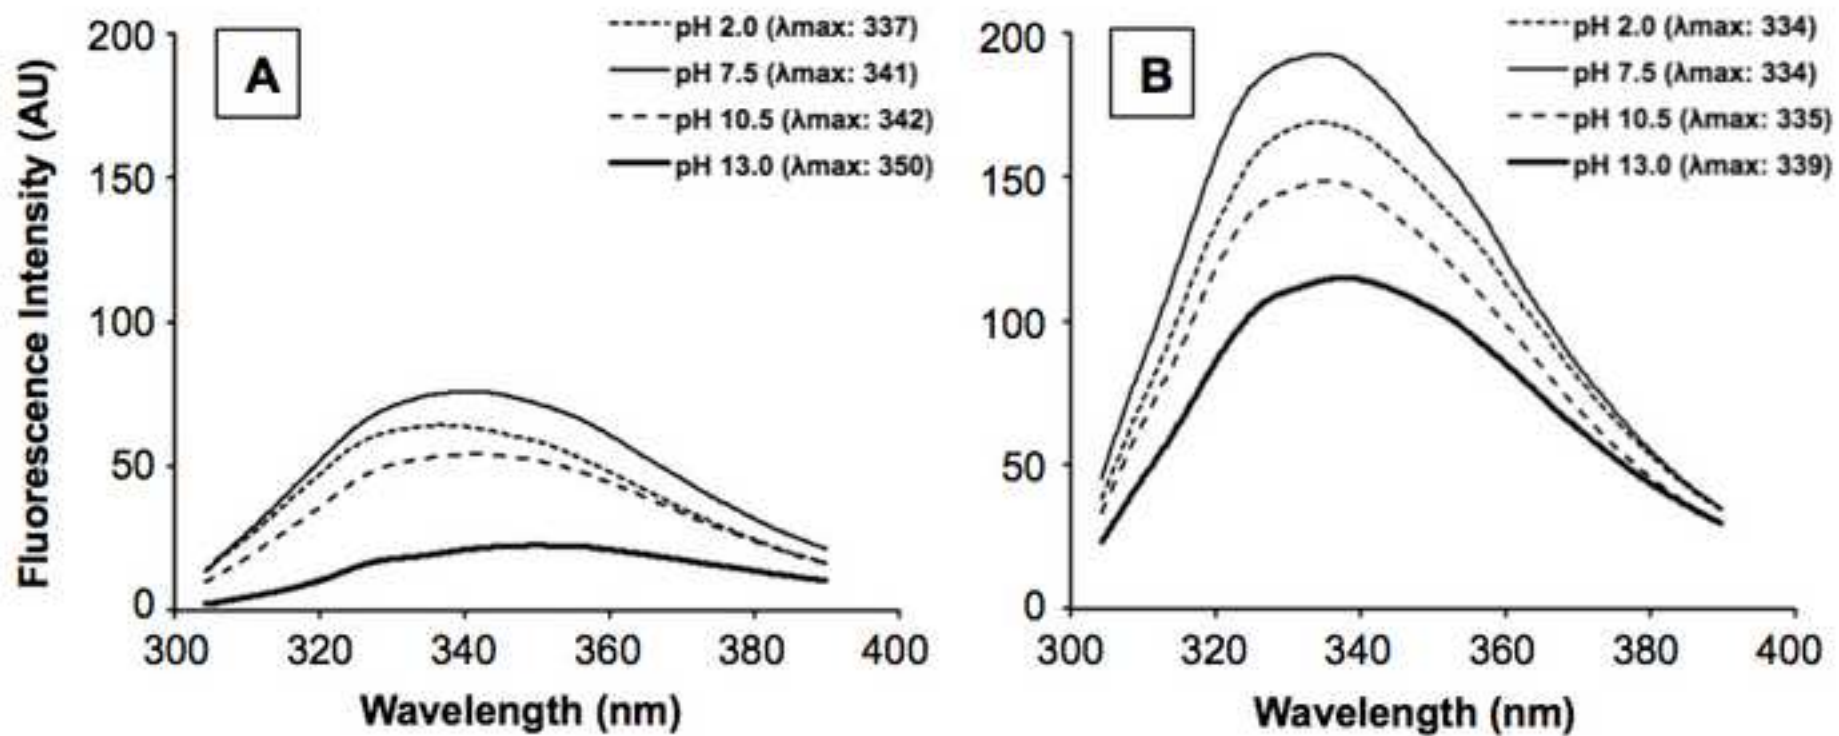 A
pH 2.0 (λmax: 337)
pH 7.5 (λmax: 341)
pH 10.5 (λmax: 342)
pH 13.0 (λmax: 350)
Fluorescence Intensity (AU)
200
150
100
50
0
300 320 340 360 380 400
Wavelength (nm)
B
pH 2.0 (λmax: 334)
pH 7.5 (λmax: 334)
pH 10.5 (λmax: 335)
pH 13.0 (λmax: 339)
200
150
100
50
0
300 320 340 360 380 400
Wavelength (nm)